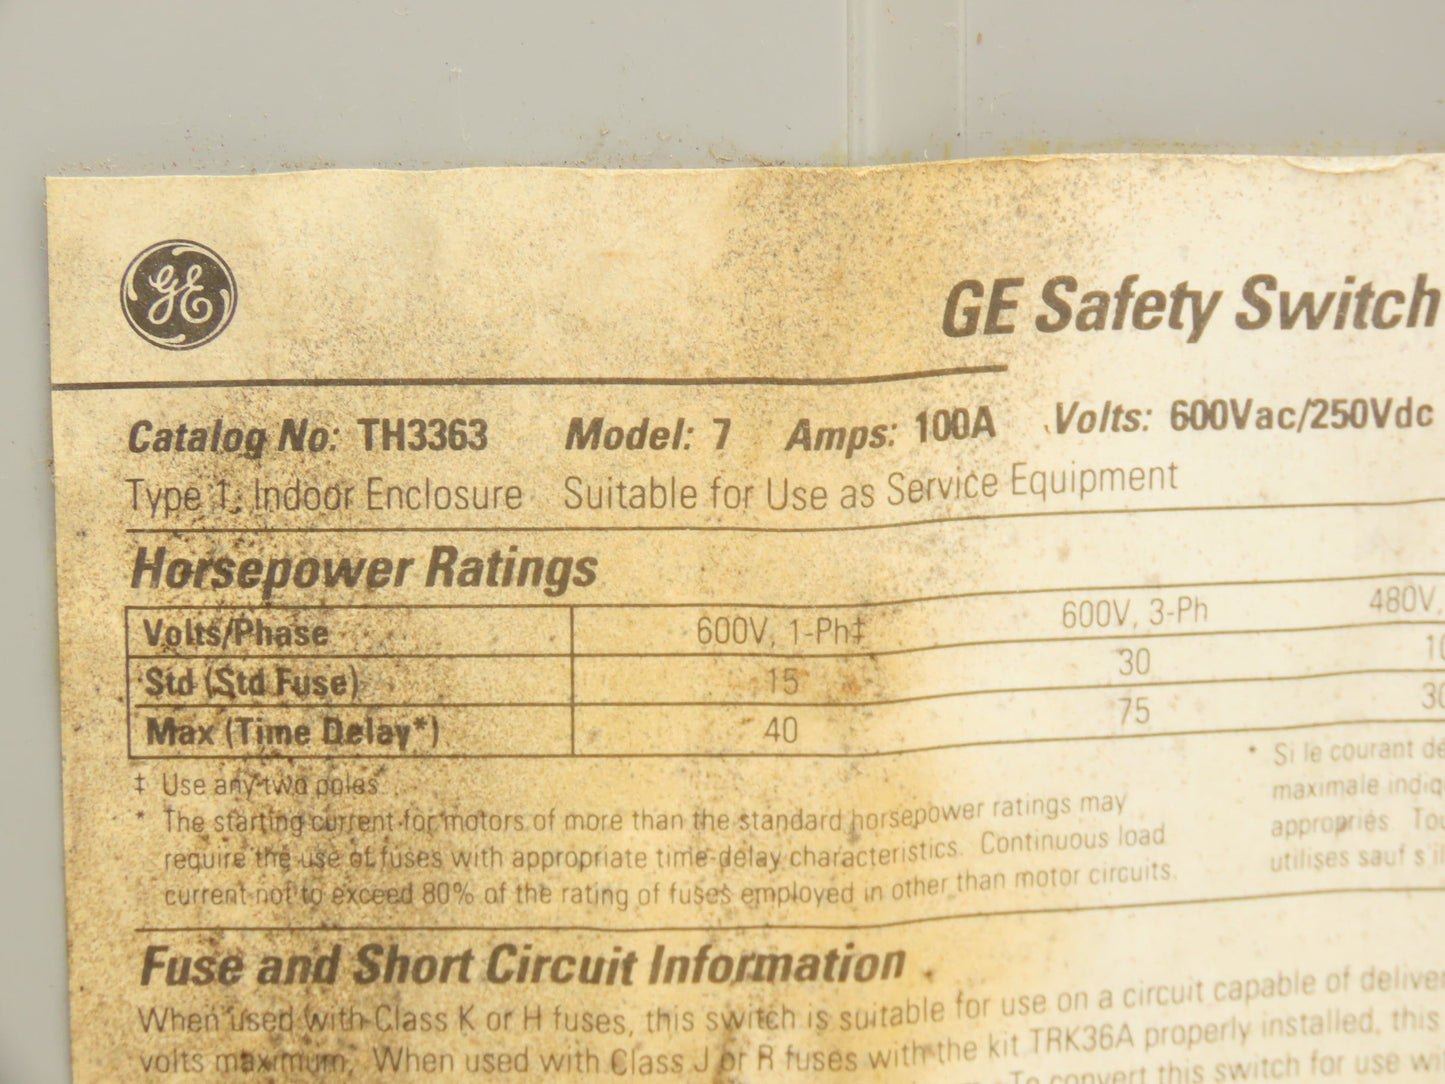 GE
GE Safety Switch
Catalog No: TH3363 Model: 7 Amps: 100A Volts: 600Vac/250Vdc
Type 1, Indoor Enclosure Suitable for Use as Service Equipment
Horsepower Ratings
Volts/Phase 600V, 1-Ph‡ 600V, 3-Ph 480V,
Std (Std Fuse) 15 30
Max (Time Delay*) 40 75
‡ Use any two poles
* The starting current for motors of more than the standard horsepower ratings may
require the use of fuses with appropriate time-delay characteristics. Continuous load
current not to exceed 80% of the rating of fuses employed in other than motor circuits.
* Si le courant de
maximale
appropriés
utilises sauf
Fuse and Short Circuit Information
When used with Class K or H fuses, this switch is suitable for use on a circuit capable of
volts maximum. When used with Class J or R fuses with the kit TRK36A properly installed, this
To convert this switch for use